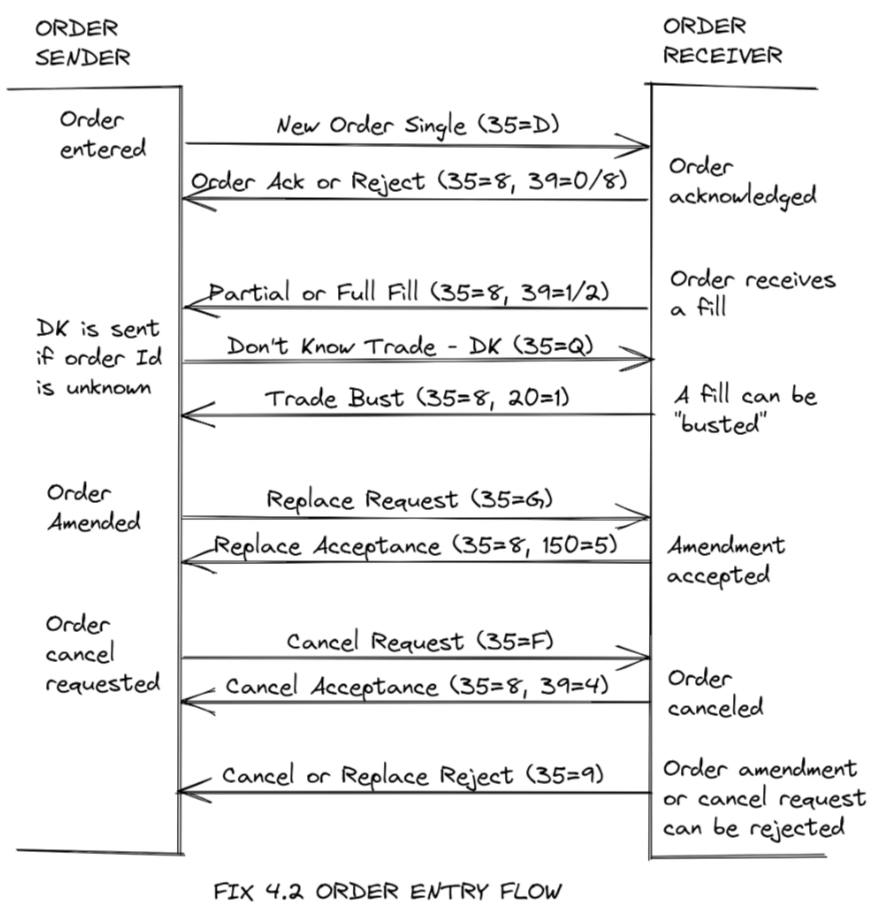 ORDER
SENDER
ORDER
RECEIVER
Order
entered
New Order Single (35=D)
Order Ack or Reject (35=8, 39=0/8)
Order
acknowledged
Partial or Full Fill (35=8, 39=1/2)
Order receives
a fill
DK is sent
if order Id
is unknown
Don't Know Trade - DK (35=Q)
Trade Bust (35=8, 20=1)
A fill can be
"busted"
Order
Amended
Replace Request (35=G)
Replace Acceptance (35=8, 150=5)
Amendment
accepted
Order
cancel
requested
Cancel Request (35=F)
Cancel Acceptance (35=8, 39=4)
Order
canceled
Cancel or Replace Reject (35=9)
Order amendment
or cancel request
can be rejected
FIX 4.2 ORDER ENTRY FLOW